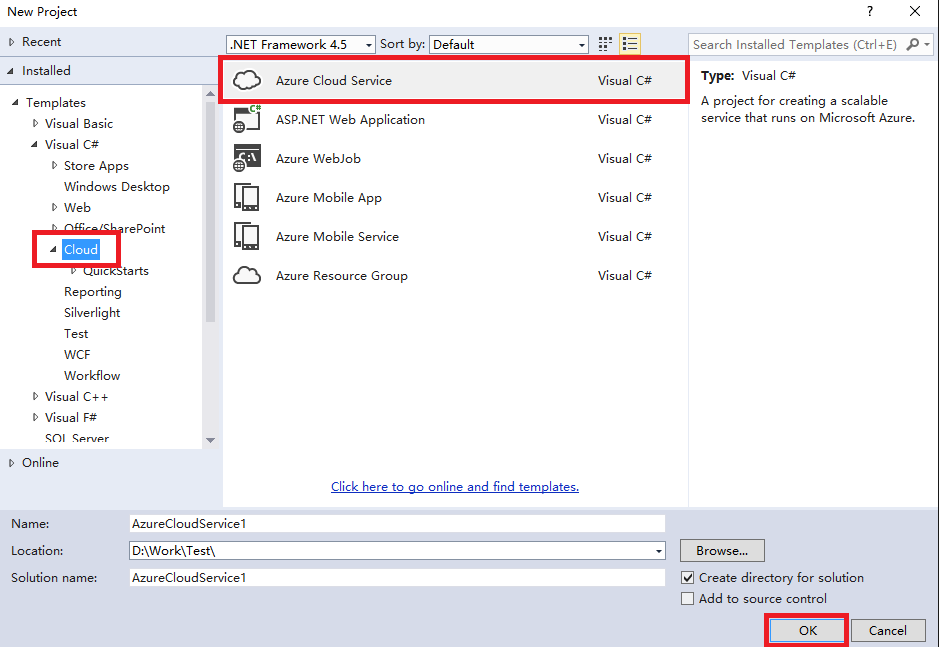 New Project
?
Recent
.NET Framework 4.5
Sort by:
Default
Search Installed Templates (Ctrl+E)
Installed
Templates
Visual Basic
Visual C#
Store Apps
Windows Desktop
Web
Office/SharePoint
Cloud
QuickStarts
Reporting
Silverlight
Test
WCF
Workflow
Visual C++
Visual F#
SQL Server
Online
Azure Cloud Service Visual C#
C#
ASP.NET Web Application Visual C#
C:\
Azure WebJob Visual C#
Azure Mobile App Visual C#
Azure Mobile Service Visual C#
Azure Resource Group Visual C#
Click here to go online and find templates.
Type: Visual C#
A project for creating a scalable
service that runs on Microsoft Azure.
Name: AzureCloudService1
Location: D:\Work\Test\ Browse...
Solution name: AzureCloudService1
Create directory for solution
Add to source control
OK
Cancel